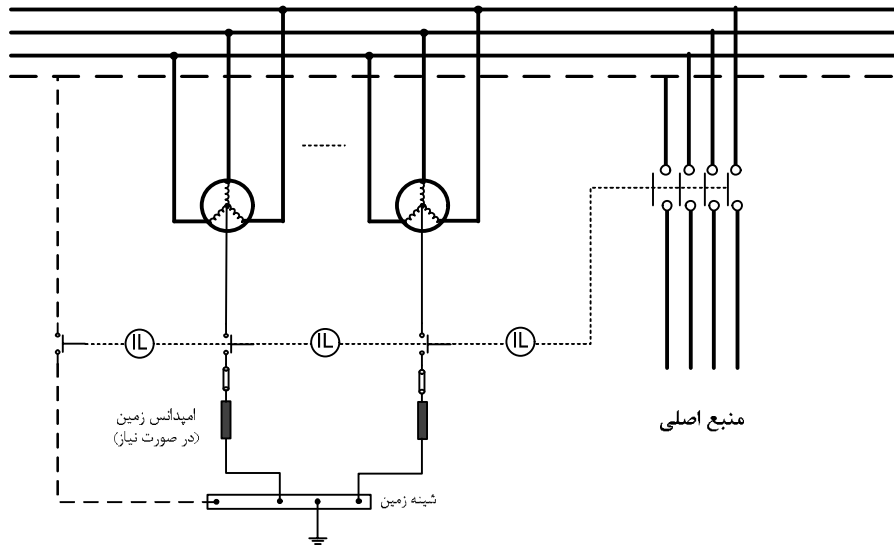 IL
IL
IL
امپدانس زمین
(در صورت نیاز)
منبع اصلی
شینه زمین